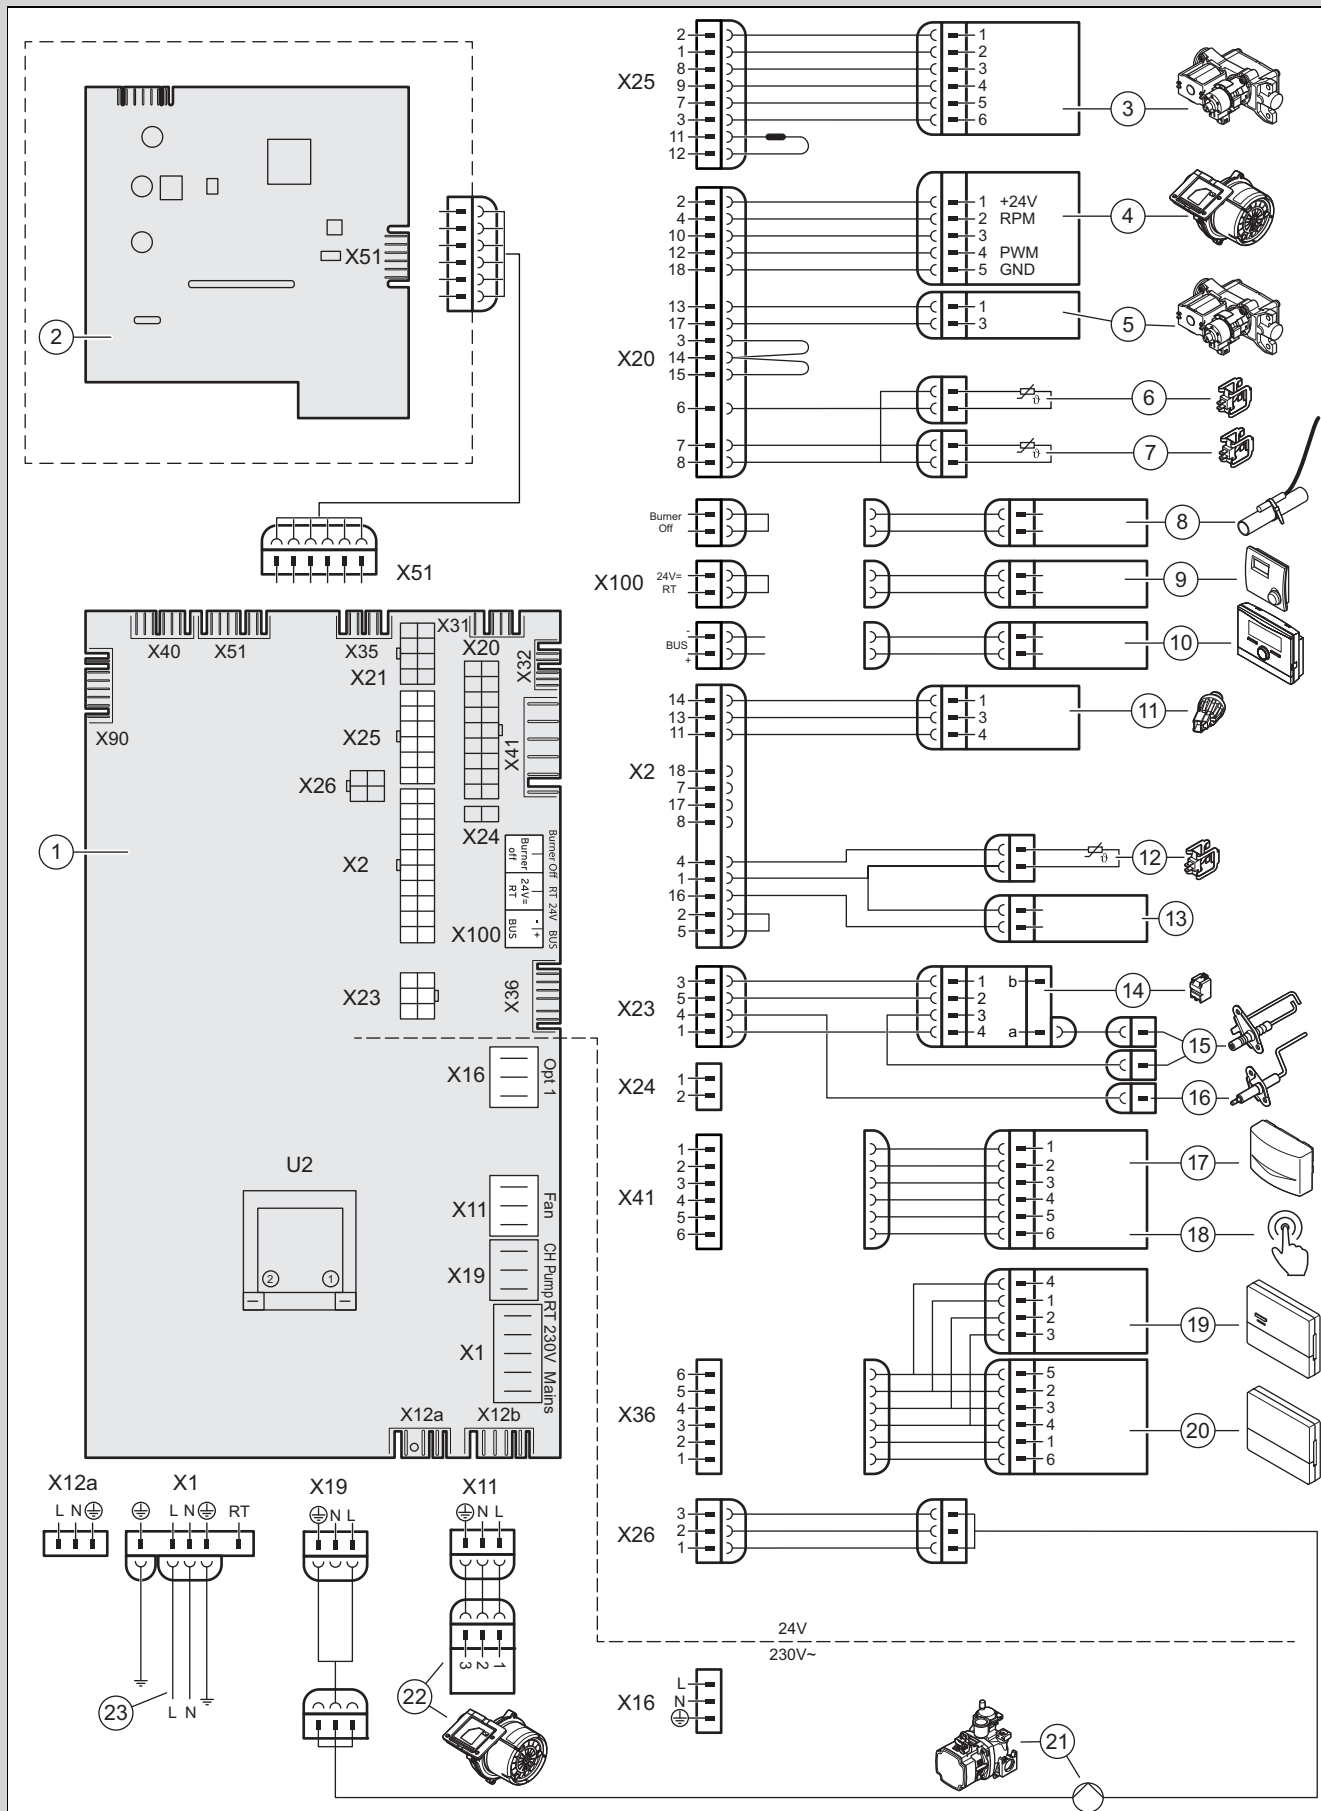 X51
2
X51
X40
X51
X35
X31
X20
X32
X21
X90
X25
X41
X26
X24
1
X2
Burner off
24V= RT
BUS
- +
Burner Off RT 24V BUS
X100
X23
X36
X16
Opt 1
U2
2 1
X11
Fan
X19
CH Pump
X1
RT 230V Mains
X12a
X12b
X12a
L N
X1
L N RT
23
L N
X19
N L
X11
N L
3 2 1
22
X25
2 1
1 2
8 3
9 4
7 5
3 6
11
12
3
X20
2 1 +24V
4 2 RPM
10 3
12 4 PWM
18 5 GND
4
13 1
17 3
5
3
14
15
6
ϑ
6
7
8
ϑ
7
X100
Burner
Off
8
24V=
RT
9
-
BUS
+
10
X2
14 1
13 3
11 4
11
18
7
17
8
4
1
ϑ
12
16
2
5
13
X23
3 1 b
5 2
4 3
1 4 a
14
15
16
X24
1
2
X41
1 1
2 2
3 3
4 4
5 5
6 6
17
18
4
1
2
3
19
X36
6 5
5 2
4 3
3 4
2 1
1 6
20
X26
3
2
1
24V
230V~
X16
L
N
21